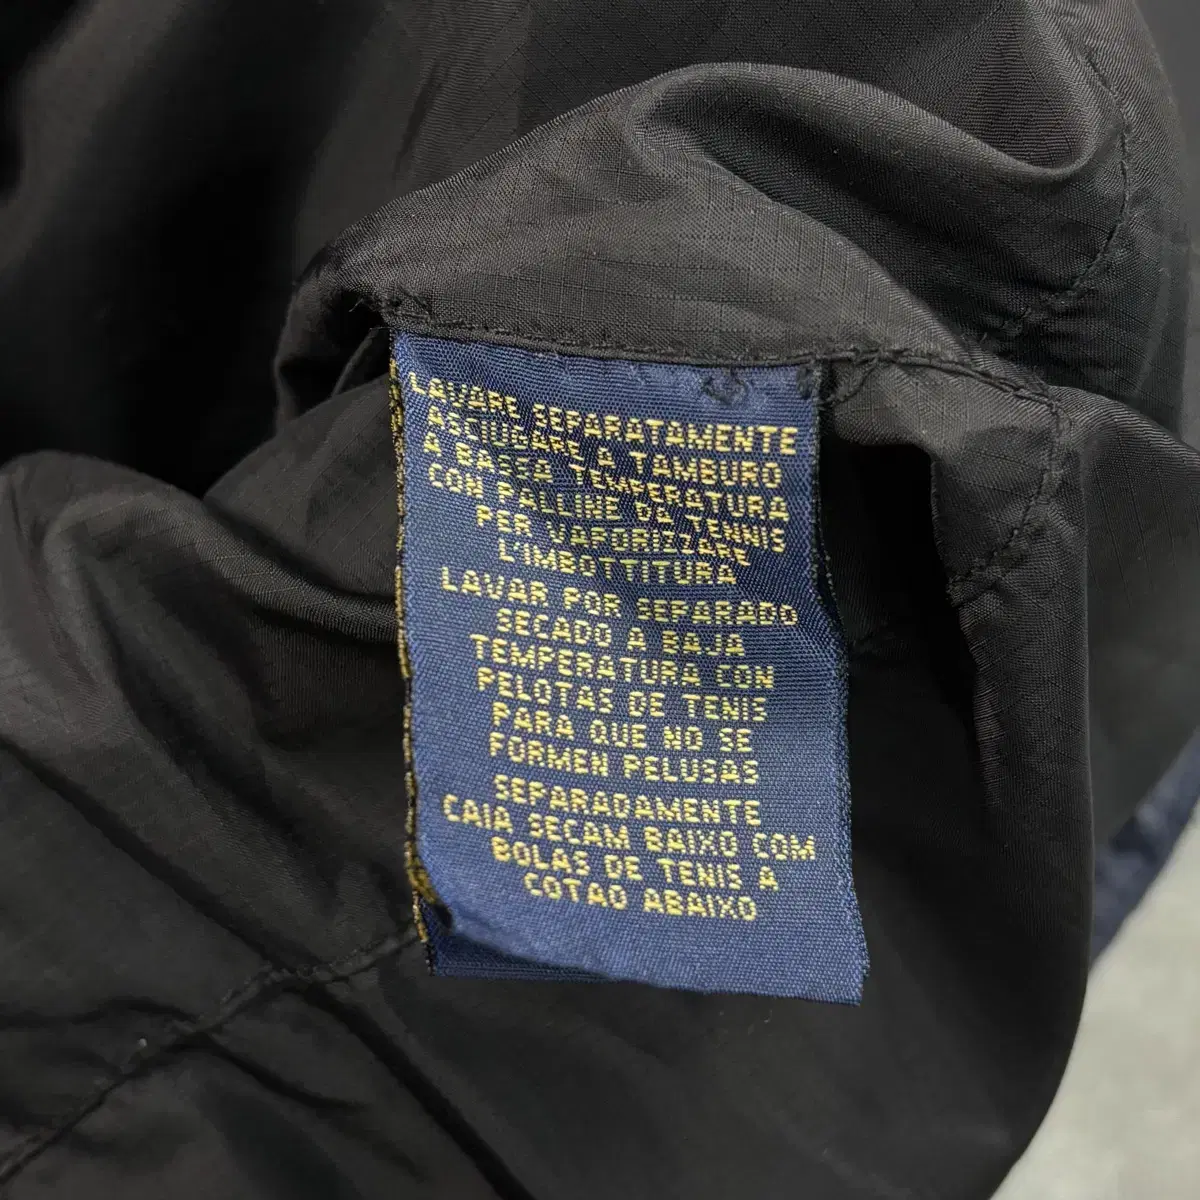 LAVARE SEPARATAMENTE
ASCIUGARE A TAMBURO
A BASSA TEMPERATURA
CON PALLINE DA TENNIS
PER VAPORIZZARE
L'IMBOTTITURA
LAVAR POR SEPARADO
SECADO A BAJA
TEMPERATURA CON
PELOTAS DE TENIS
PARA QUE NO SE
FORMEN PELUSAS
SEPARADAMENTE
CAIA SECAM BAIXO COM
BOLAS DE TENIS A
COTAO ABAIXO